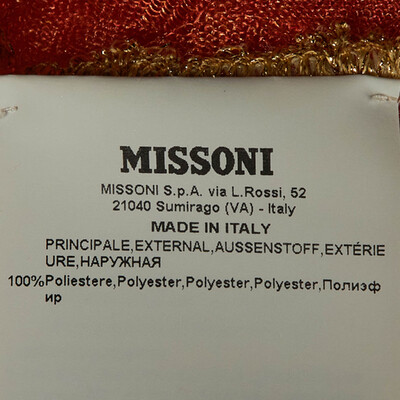 MISSONI
MISSONI S.p.A. via L.Rossi, 52
21040 Sumirago (VA) - Italy
MADE IN ITALY
PRINCIPALE,EXTERNAL,AUSSENSTOFF,EXTÉRIE
URE,НАРУЖНАЯ
100%Poliestere,Polyester,Polyester,Polyester,Полиэф
ир